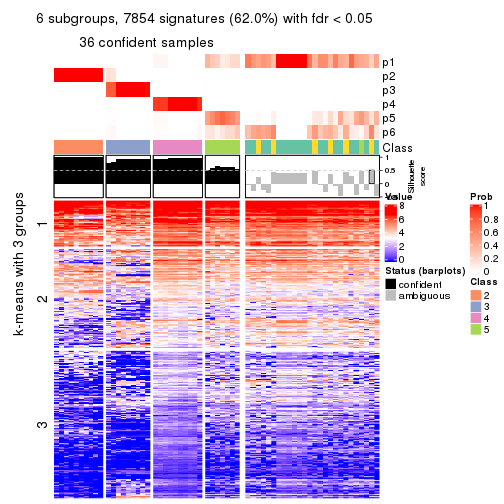 6 subgroups, 7854 signatures (62.0%) with fdr < 0.05
36 confident samples
p1
p2
p3
p4
p5
p6
Class
1
0.5
0
Silhouette
score
k-means with 3 groups
1
2
3
Value
8
6
4
2
0
Status (barplots)
confident
ambiguous
Prob
1
0.8
0.6
0.4
0.2
0
Class
2
3
4
5